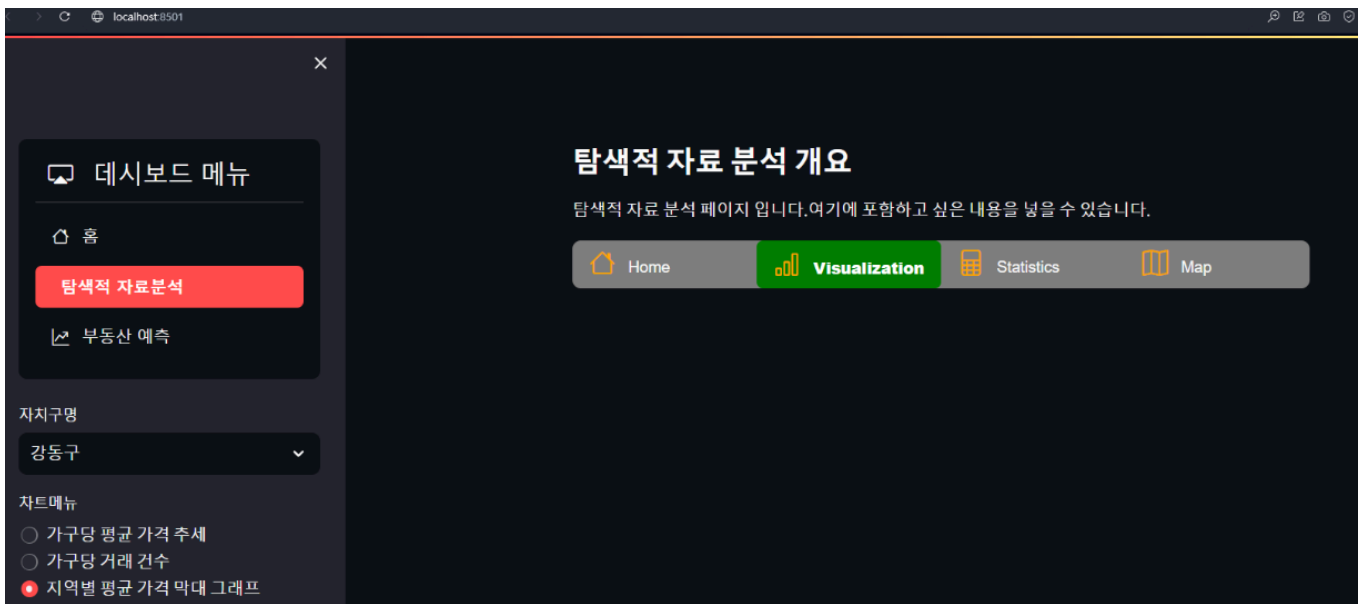 localhost:8501
데시보드 메뉴
홈
탐색적 자료분석
부동산 예측
자치구명
강동구
차트메뉴
가구당 평균 가격 추세
가구당 거래 건수
지역별 평균 가격 막대 그래프
탐색적 자료 분석 개요
탐색적 자료 분석 페이지 입니다.여기에 포함하고 싶은 내용을 넣을 수 있습니다.
Home Visualization Statistics Map